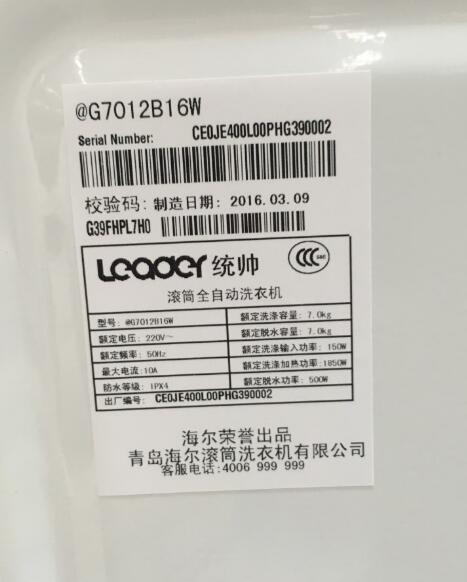 @G7012B16W
Serial Number: CE0JE400L00PHG390002
校验码: 制造日期: 2016.03.09
G39FHPL7H0
Leader 统帅
CCC
滚筒全自动洗衣机
型号: @G7012B16W
额定洗涤容量: 7.0kg
额定电压: 220V~
额定脱水容量: 7.0kg
额定频率: 50Hz
额定洗涤输入功率: 150W
最大电流:10A
额定洗涤加热功率: 1850W
防水等级: IPX4
额定脱水功率: 500W
出厂编号: CE0JE400L00PHG390002
海尔荣誉出品
青岛海尔滚筒洗衣机有限公司
客服电话:4006 999 999